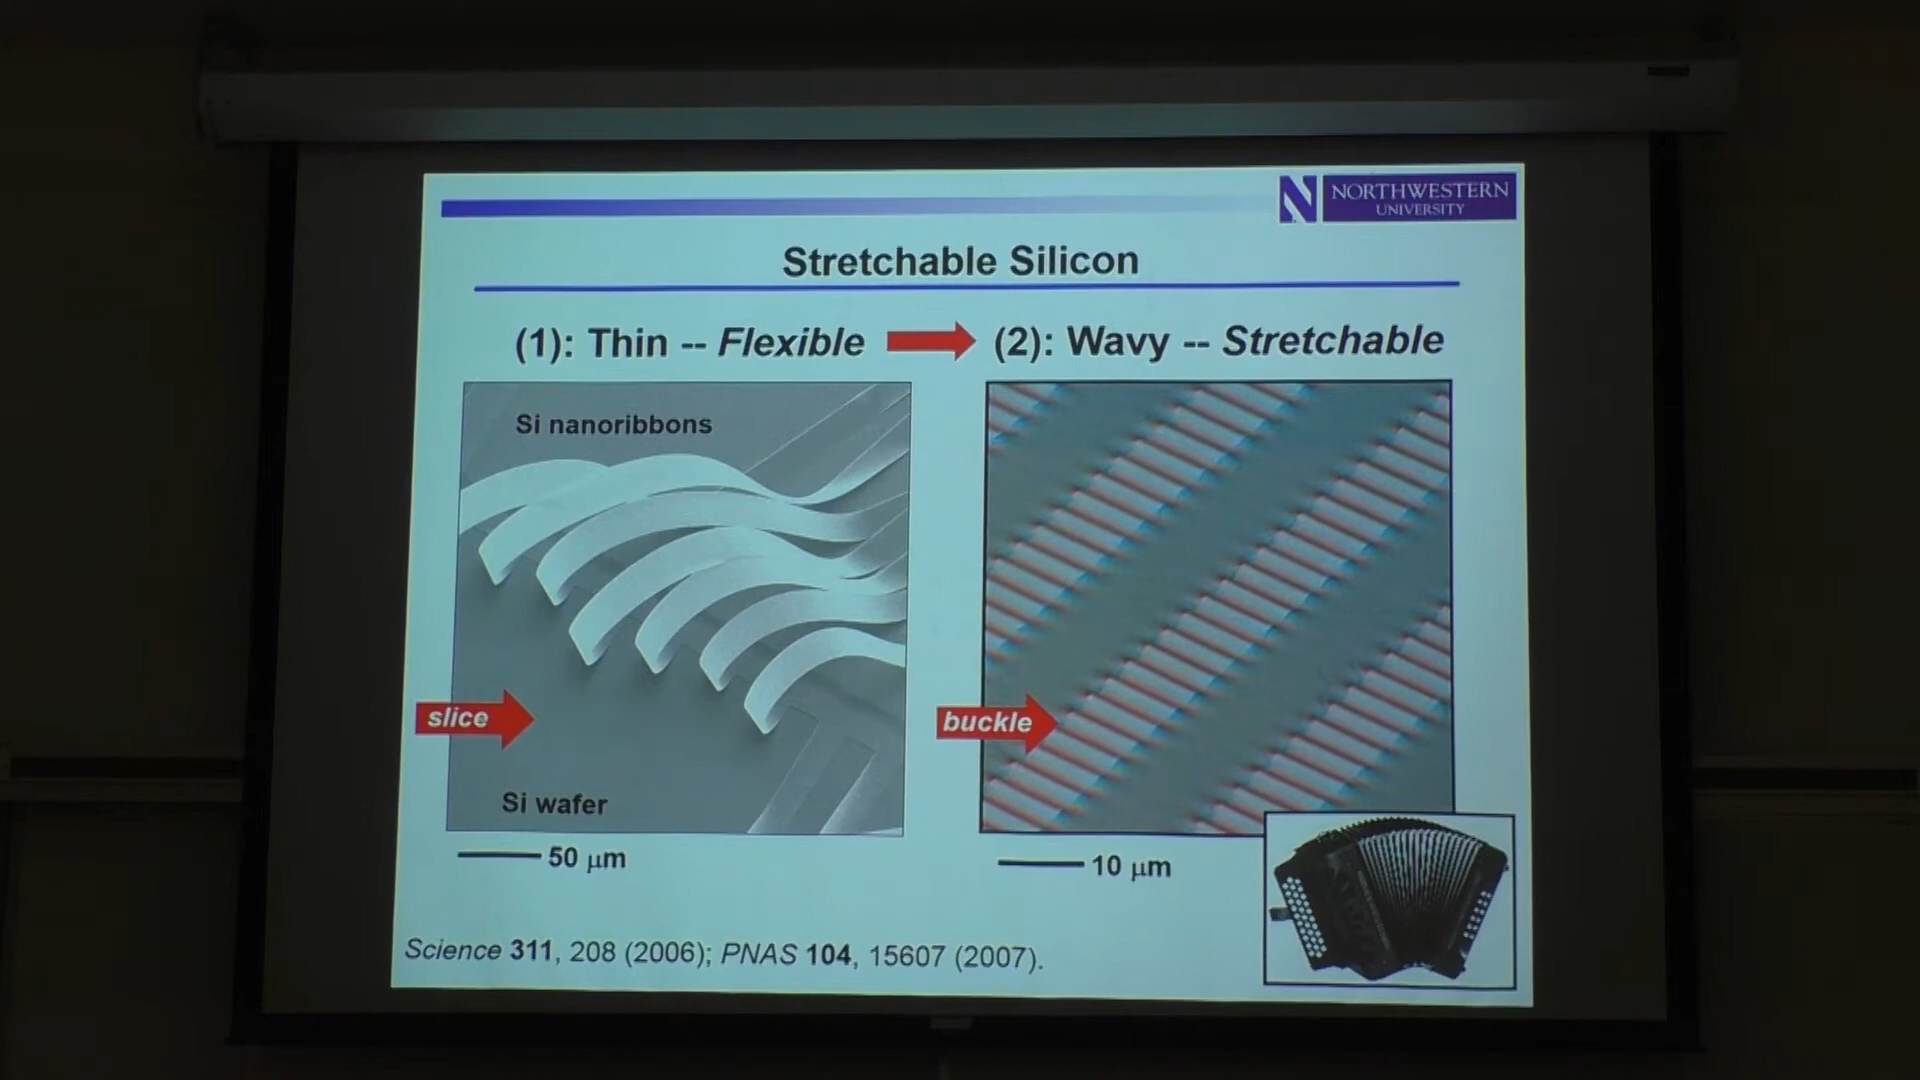 NORTHWESTERN
UNIVERSITY
Stretchable Silicon
(1): Thin -- Flexible
(2): Wavy -- Stretchable
Si nanoribbons
slice
buckle
Si wafer
50 μm
10 μm
Science 311, 208 (2006); PNAS 104, 15607 (2007).